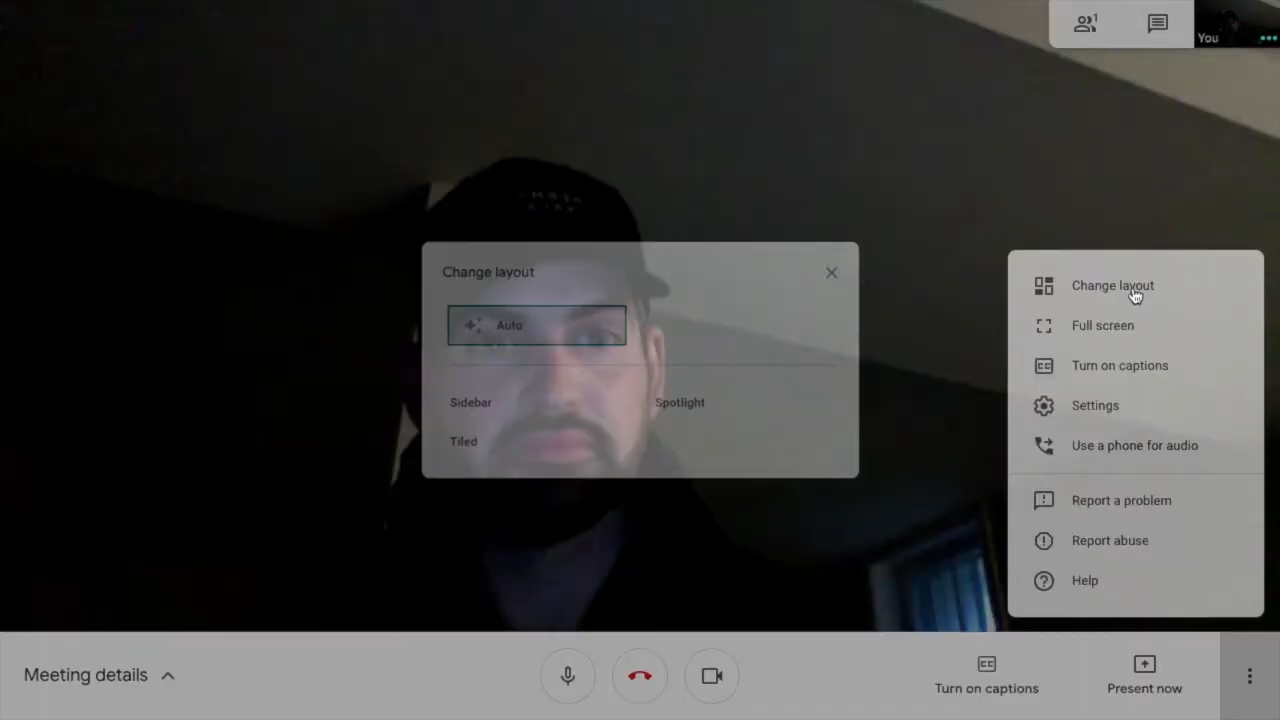 1
You
Change layout
Auto
Sidebar
Spotlight
Tiled
Change layout
Full screen
Turn on captions
Settings
Use a phone for audio
Report a problem
Report abuse
Help
Meeting details
Turn on captions
Present now